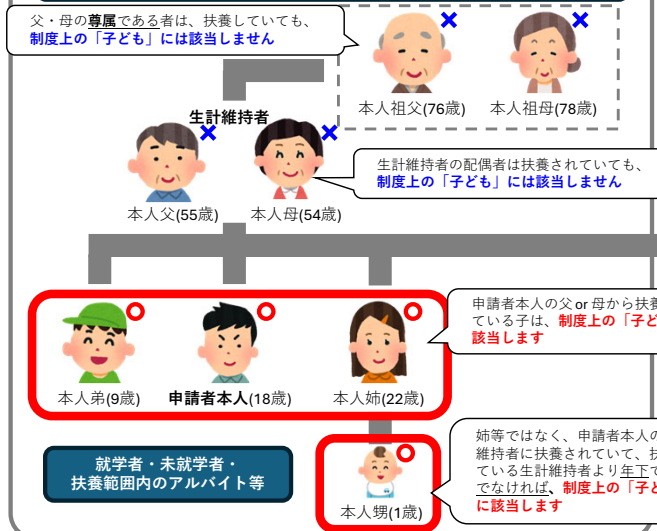 父・母の尊属である者は、扶養していても、
制度上の「子ども」には該当しません
本人祖父(76歳)
本人祖母(78歳)
生計維持者
生計維持者の配偶者は扶養されていても、
制度上の「子ども」には該当しません
本人父(55歳)
本人母(54歳)
申請者本人の父or母から扶養
ている子は、制度上の「子ど
該当します
本人弟(9歳)
申請者本人(18歳)
本人姉(22歳)
姉等ではなく、申請者本人の
維持者に扶養されていて、扶
ている生計維持者より年下で
でなければ、制度上の「子ど
に該当します
就学者・未就学者・
扶養範囲内のアルバイト等
本人甥(1歳)